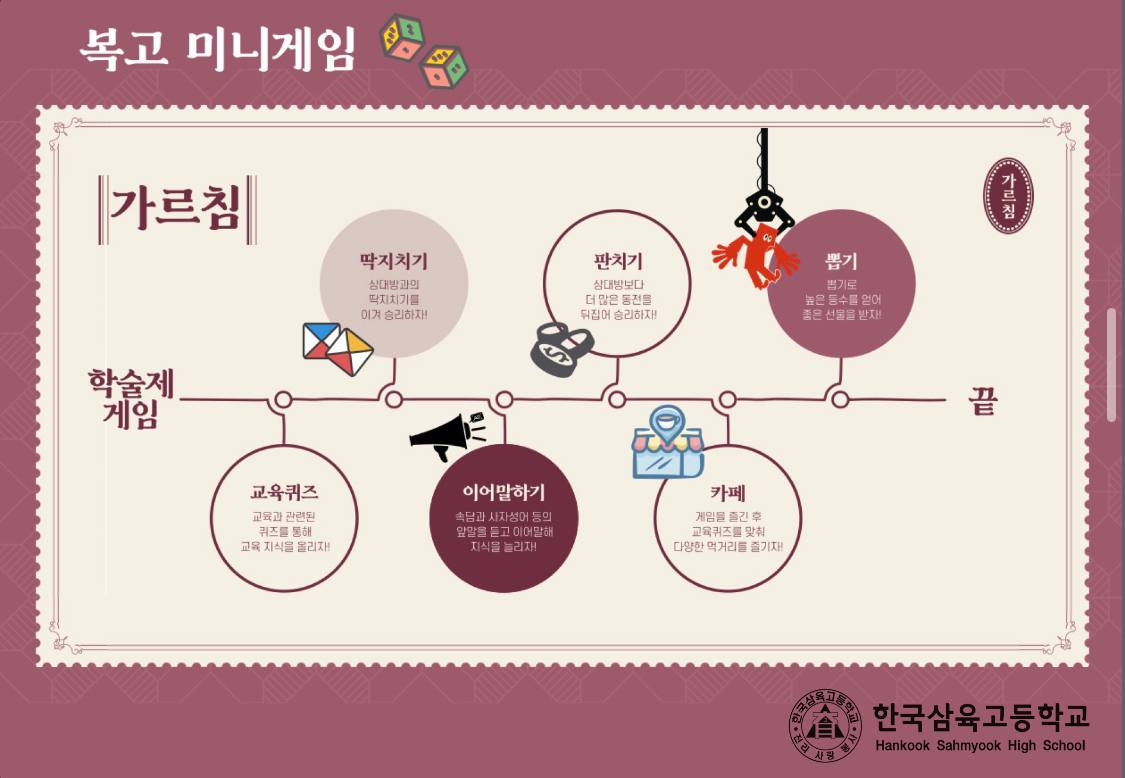 복고 미니게임
가르침
가르침
딱지치기
상대방과의
딱지치기를
이겨 승리하자!
판치기
상대방보다
더 많은 동전을
뒤집어 승리하자!
뽑기
뽑기로
높은 등수를 얻어
좋은 선물을 받자!
학술제
게임
끝
교육퀴즈
교육과 관련된
퀴즈를 통해
교육 지식을 올리자!
이어말하기
속담과 사자성어 등의
앞말을 듣고 이어말해
지식을 늘리자!
카페
게임을 즐긴 후
교육퀴즈를 맞춰
다양한 먹거리를 즐기자!
한국삼육고등학교
진리 사랑 봉사
한국삼육고등학교
Hankook Sahmyook High School